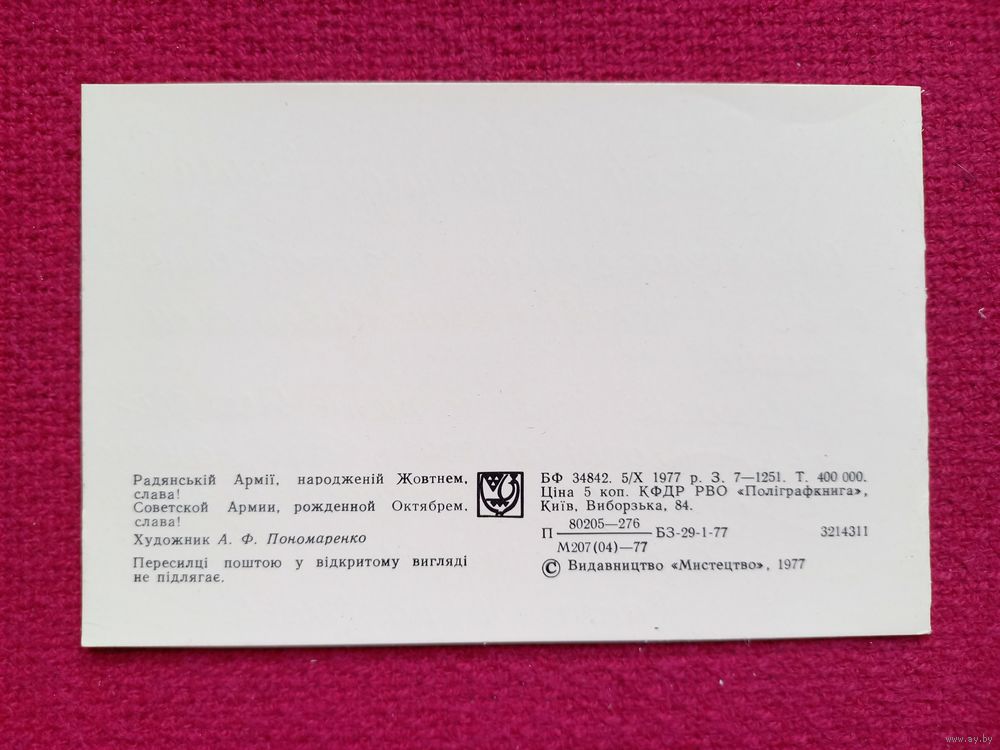 Радянській Армії, народженій Жовтнем,
слава!
Советской Армии, рожденной Октябрем,
слава!
Художник А. Ф. Пономаренко
Пересилці поштою у відкритому вигляді
не підлягає.
БФ 34842. 5/X 1977 р. З. 7—1251. Т. 400 000.
Ціна 5 коп. КФДР РВО «Поліграфкнига»,
Київ, Виборзька, 84.
80205—276
П ——— БЗ-29-1-77 3214311
М207(04)—77
© Видавництво «Мистецтво», 1977
www.ay.by